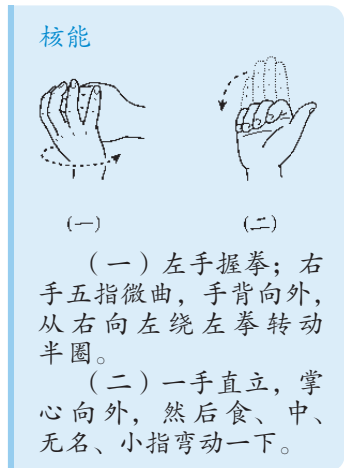 核能
(一) (二)
（一）左手握拳；右
手五指微曲，手背向外，
从右向左绕左拳转动
半圈。
（二）一手直立，掌
心向外，然后食、中、
无名、小指弯动一下。